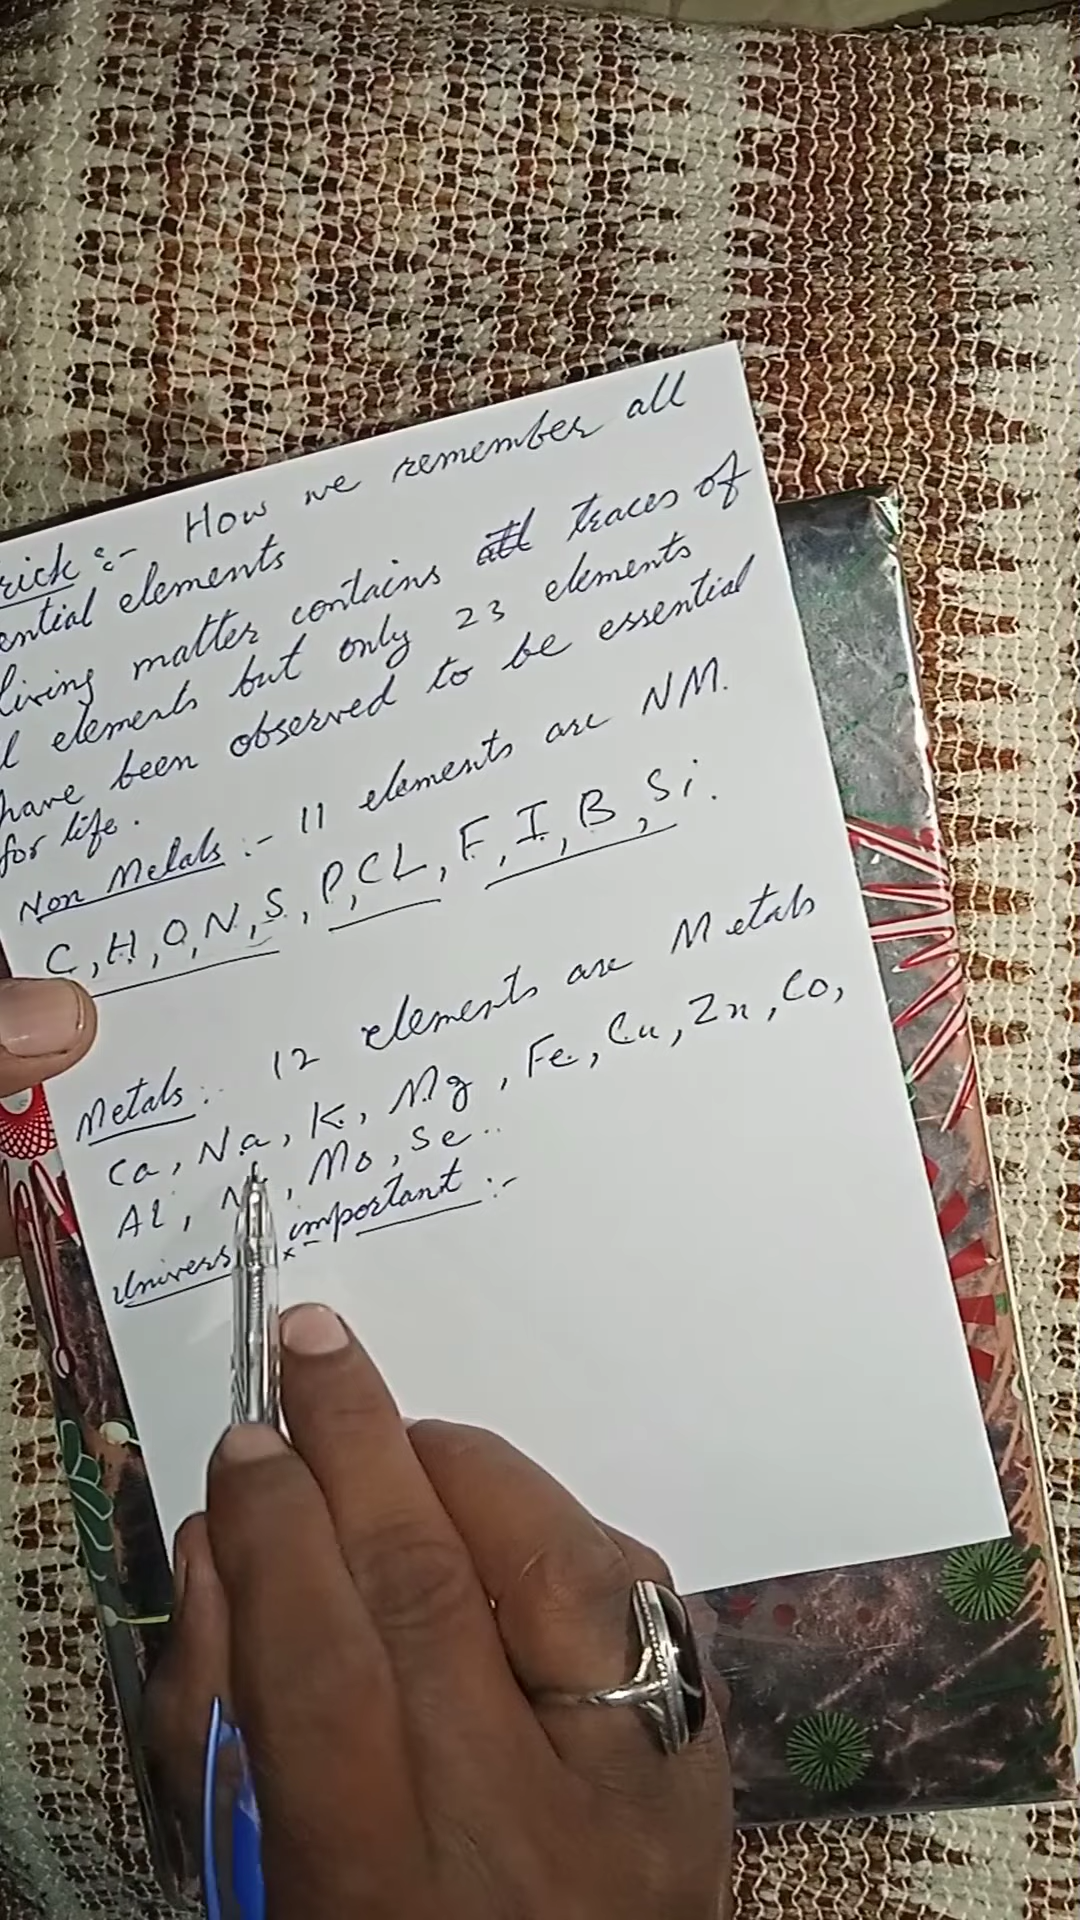 rick :- How we remember all
ential elements
living matter contains traces of
l elements but only 23 elements
have been observed to be essential
for life.
Non Metals :- 11 elements are NM.
C, H, O, N, S, P, CL, F, I, B, Si.
Metals :- 12 elements are Metals
Ca, Na, K, Mg, Fe, Cu, Zn, Co,
Al, Mo, Se..
Univers important :-